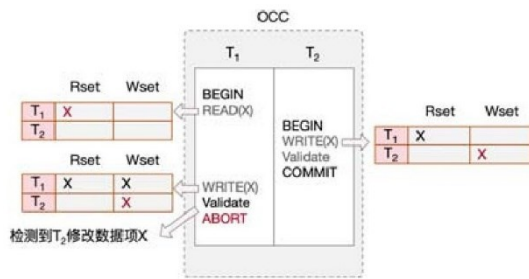 OCC
T1 T2
BEGIN
READ(X)
BEGIN
WRITE(X)
Validate
COMMIT
WRITE(X)
Validate
ABORT
Rset Wset
T1 X
T2
Rset Wset
T1 X X
T2 X
检测到T2修改数据项X
Rset Wset
T1 X
T2 X